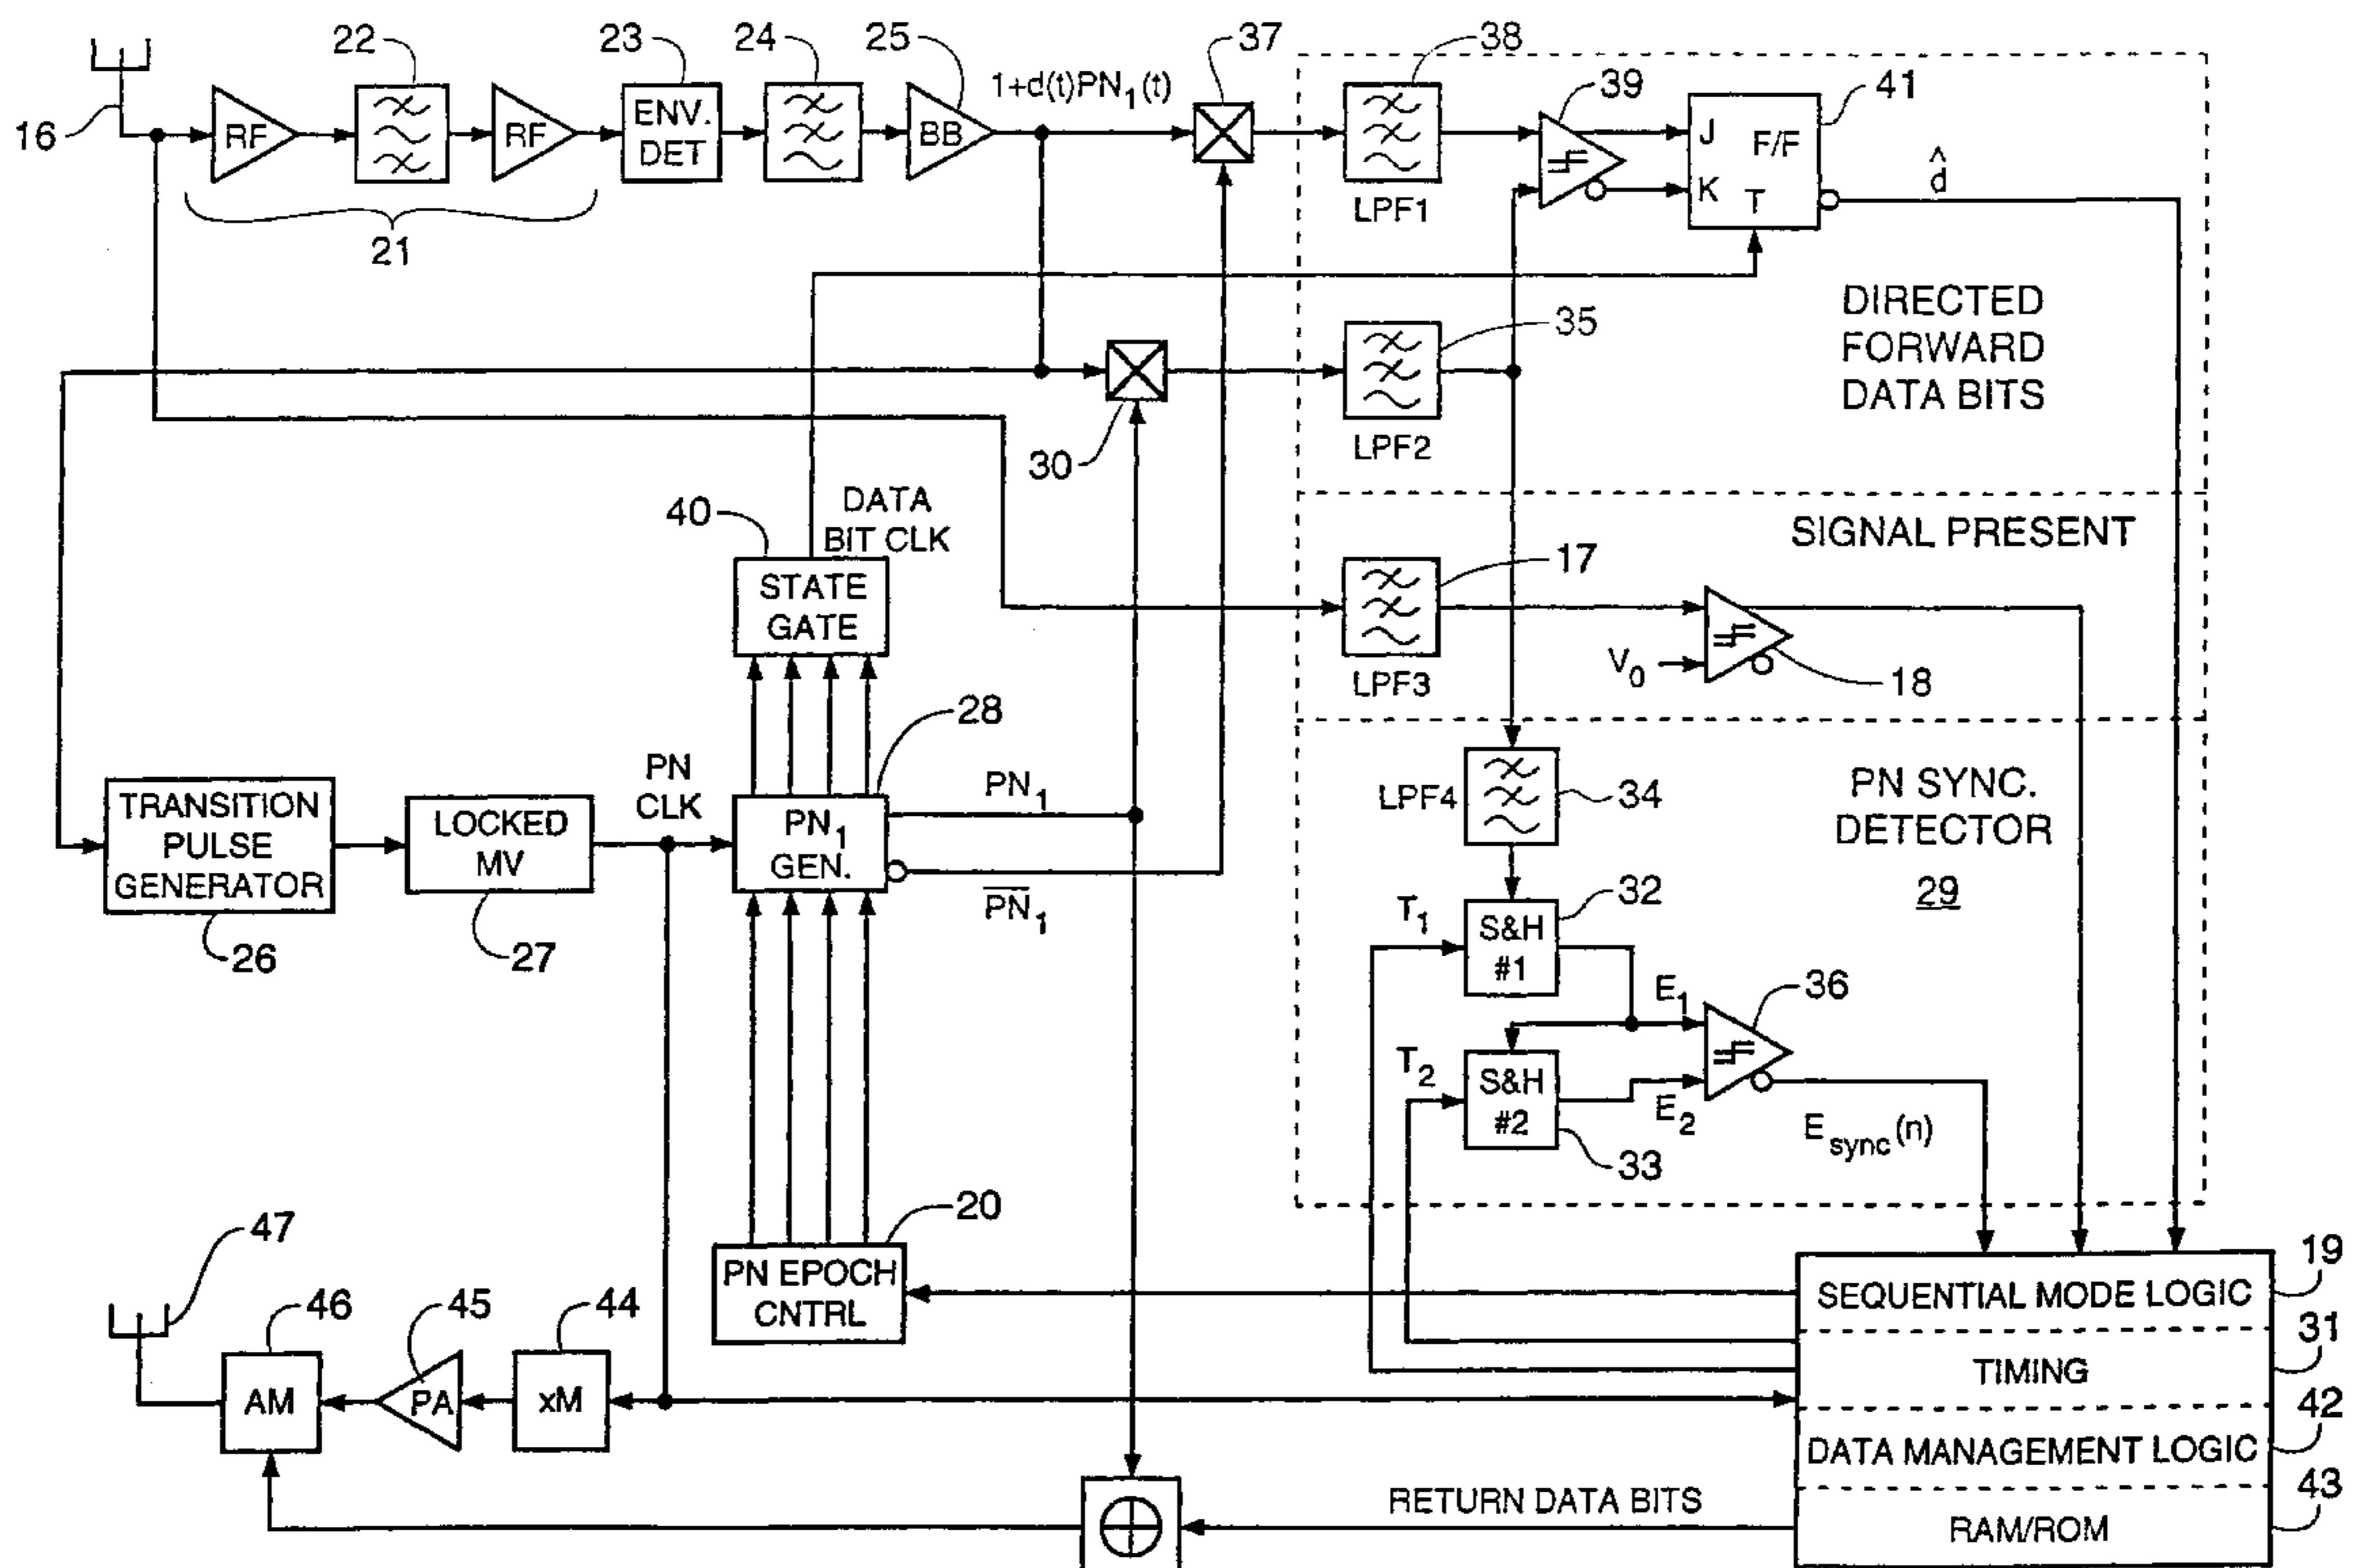 22
23
24
25
37
38
39
41
16
RF
RF
ENV.
DET
BB
1+d(t)PN₁(t)
J
K
F/F
T
d̂
21
LPF1
DIRECTED
FORWARD
DATA BITS
35
30
LPF2
40
DATA
BIT CLK
SIGNAL PRESENT
STATE
GATE
17
V₀
18
LPF3
28
PN
CLK
PN₁
TRANSITION
PULSE
GENERATOR
LOCKED
MV
PN₁
GEN.
P̅N̅₁
LPF4
34
PN SYNC.
DETECTOR
29
26
27
T₁
S&H
#1
32
E₁
36
T₂
S&H
#2
E₂
33
E sync (n)
20
PN EPOCH
CNTRL
47
46
45
44
AM
PA
xM
SEQUENTIAL MODE LOGIC
19
TIMING
31
DATA MANAGEMENT LOGIC
42
RETURN DATA BITS
RAM/ROM
43